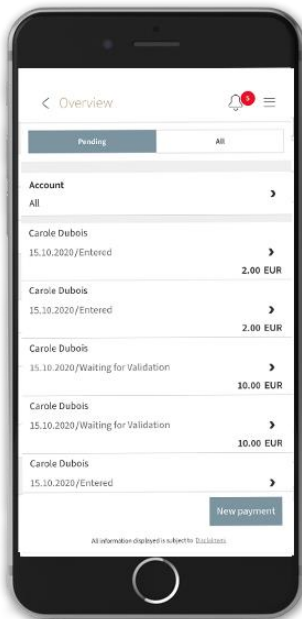 Overview
5
Pending
All
Account
All
Carole Dubois
15.10.2020/Entered
2.00 EUR
Carole Dubois
15.10.2020/Entered
2.00 EUR
Carole Dubois
15.10.2020/Waiting for Validation
10.00 EUR
Carole Dubois
15.10.2020/Waiting for Validation
10.00 EUR
Carole Dubois
15.10.2020/Entered
New payment
All information displayed is subject to Disclaimers